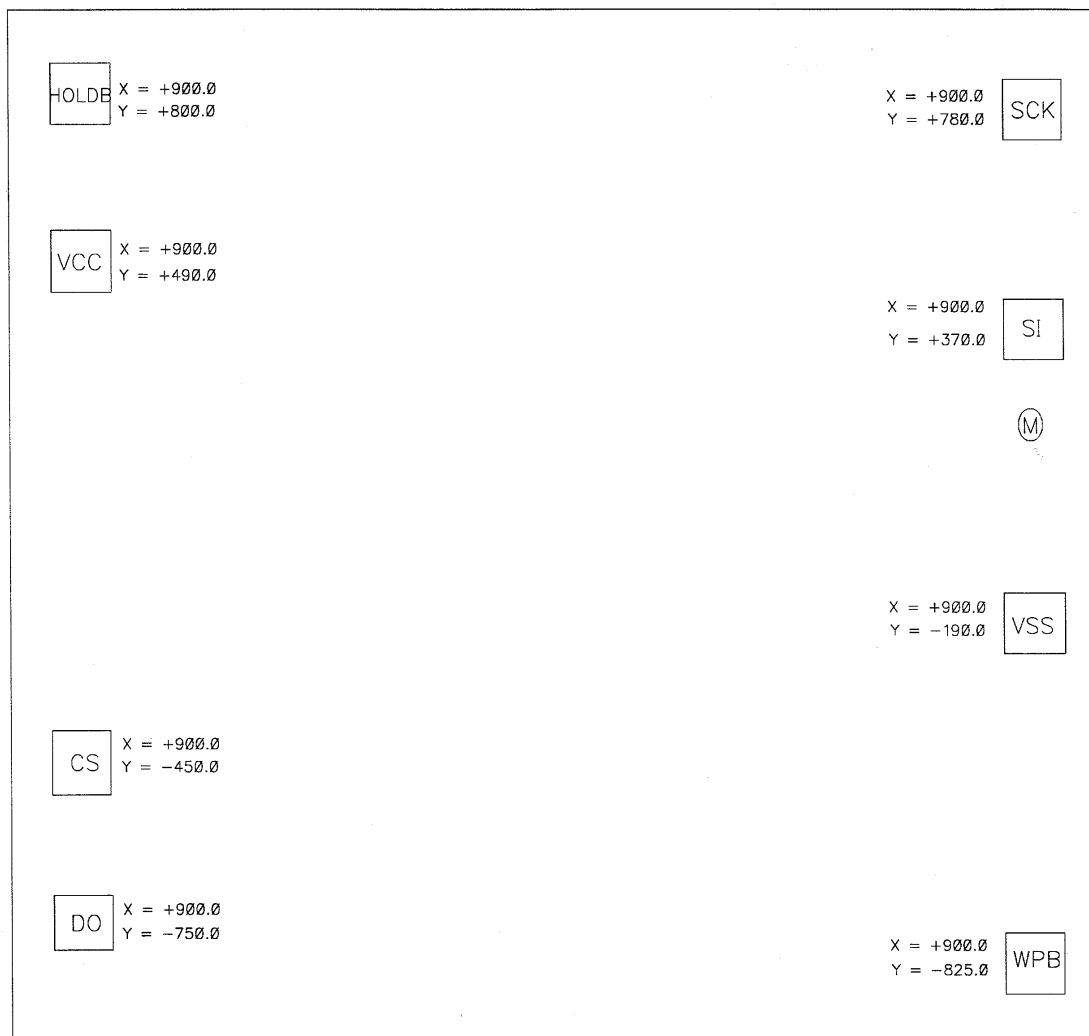 HOLDB
X = +900.0
Y = +800.0
X = +900.0
Y = +780.0
SCK
VCC
X = +900.0
Y = +490.0
X = +900.0
Y = +370.0
SI
M
X = +900.0
Y = -190.0
VSS
CS
X = +900.0
Y = -450.0
DO
X = +900.0
Y = -750.0
X = +900.0
Y = -825.0
WPB